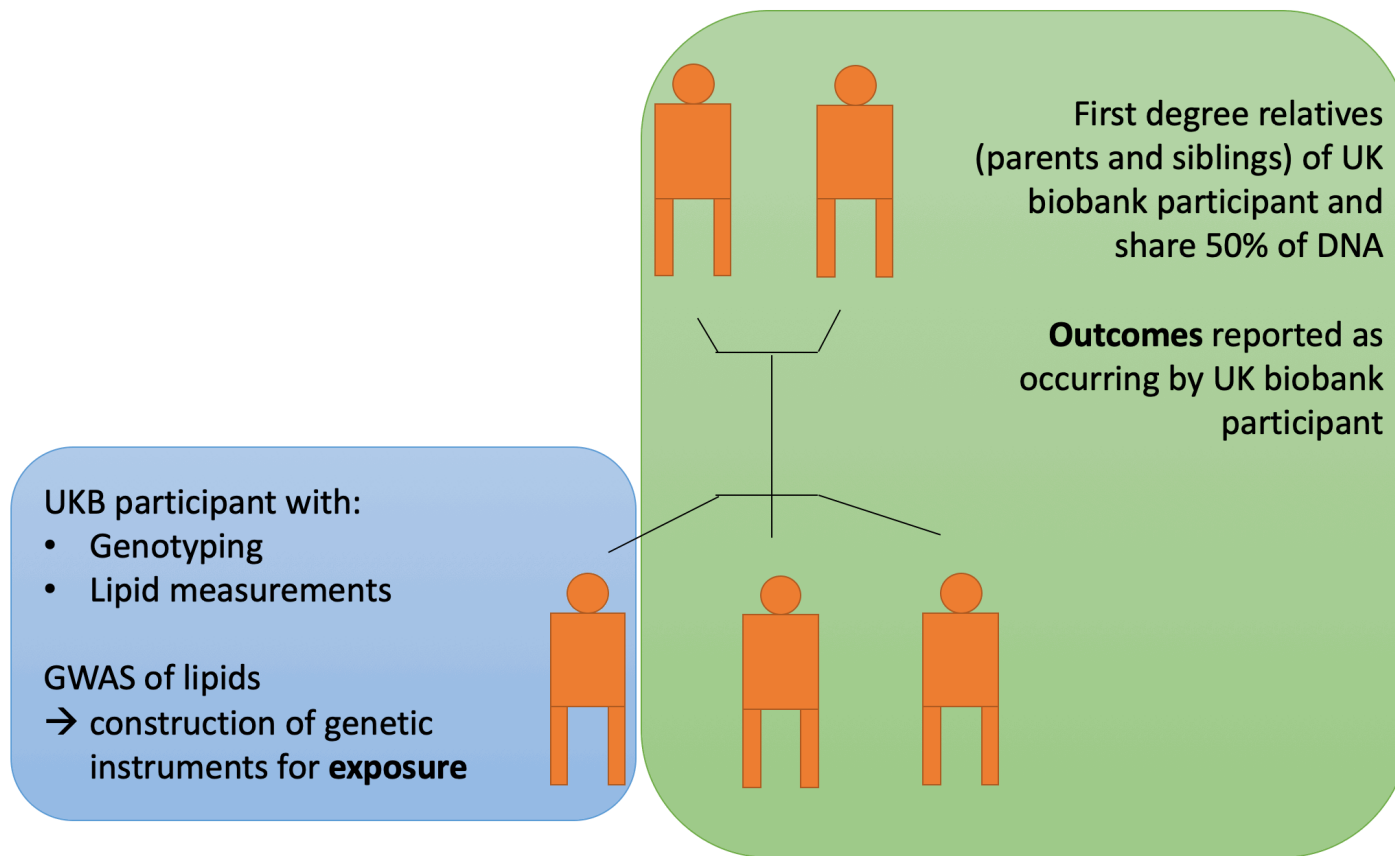 First degree relatives
(parents and siblings) of UK
biobank participant and
share 50% of DNA
Outcomes reported as
occurring by UK biobank
participant
UKB participant with:
• Genotyping
• Lipid measurements
GWAS of lipids
→ construction of genetic
instruments for exposure